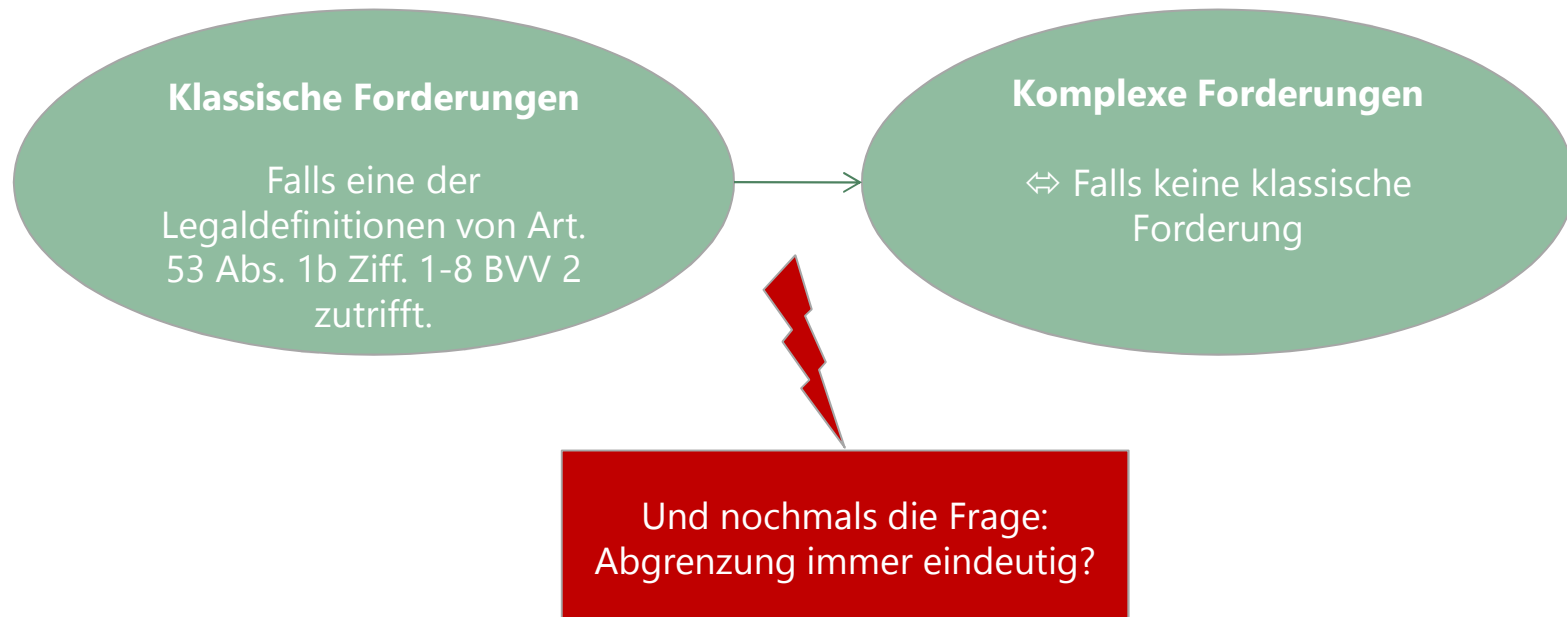 Klassische Forderungen
Falls eine der
Legaldefinitionen von Art.
53 Abs. 1b Ziff. 1-8 BVV 2
zutrifft.
Komplexe Forderungen
⬄ Falls keine klassische
Forderung
Und nochmals die Frage:
Abgrenzung immer eindeutig?